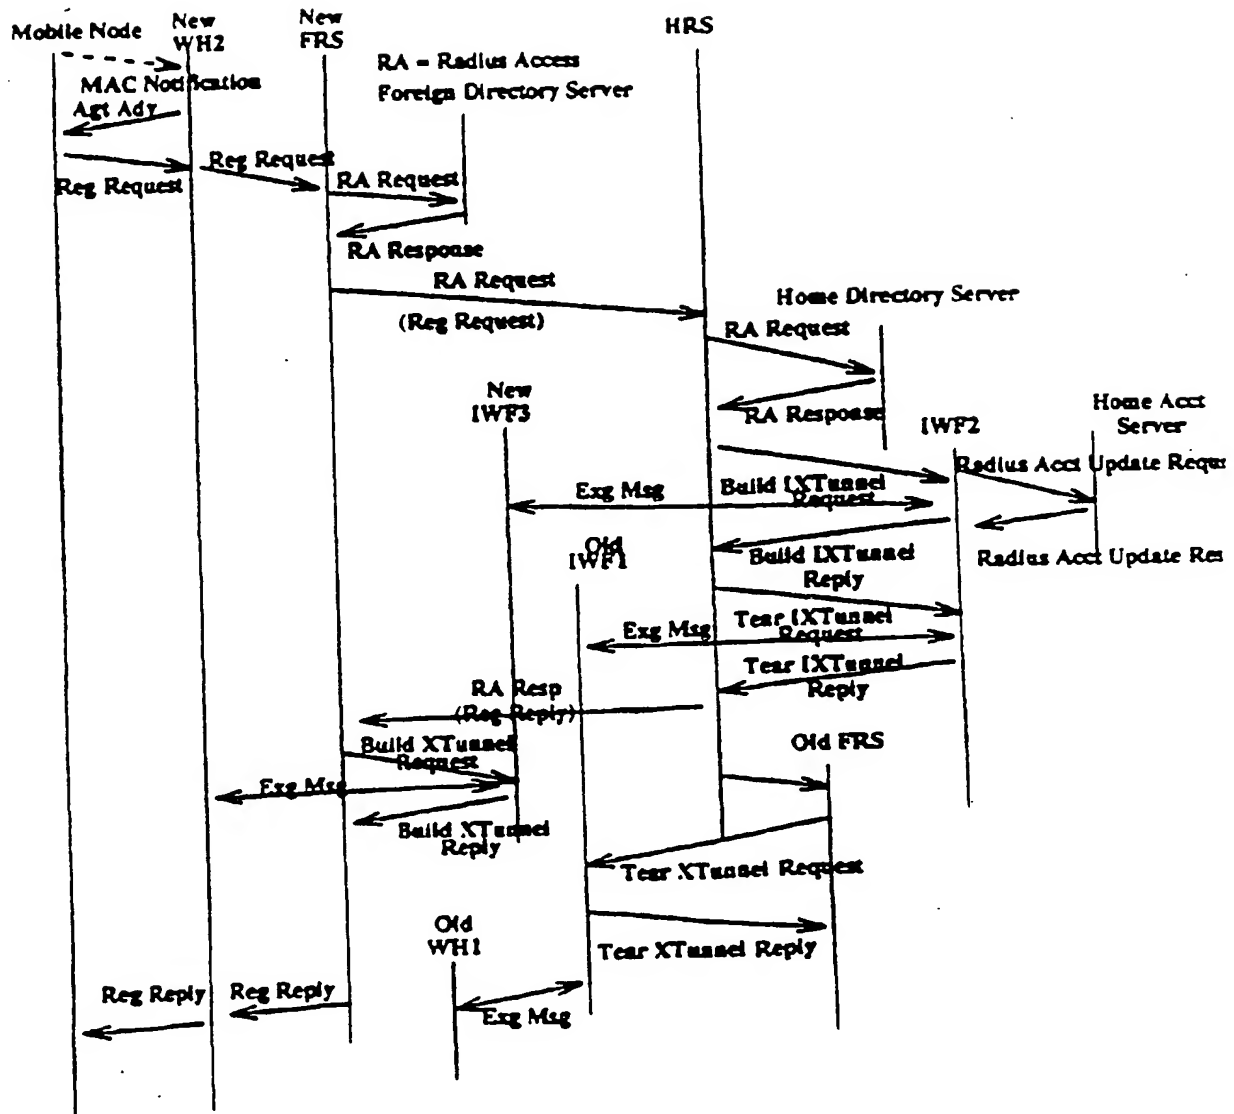 Mobile Node
New
WH2
New
FRS
HRS
RA = Radius Access
Foreign Directory Server
MAC Notification
Agt Adv
Reg Request
Reg Request
RA Request
RA Response
RA Request
(Reg Request)
Home Directory Server
RA Request
RA Response
New
IWF3
IWF2
Home Acct
Server
Radius Acct Update Requ
Exg Msg
Build IXTunnel
Request
Old
IWF1
Build IXTunnel
Reply
Radius Acct Update Res
Tear IXTunnel
Request
Exg Msg
Tear IXTunnel
Reply
RA Resp
(Reg Reply)
Old FRS
Build XTunnel
Request
Exg Msg
Build XTunnel
Reply
Tear XTunnel Request
Old
WH1
Tear XTunnel Reply
Reg Reply
Reg Reply
Exg Msg